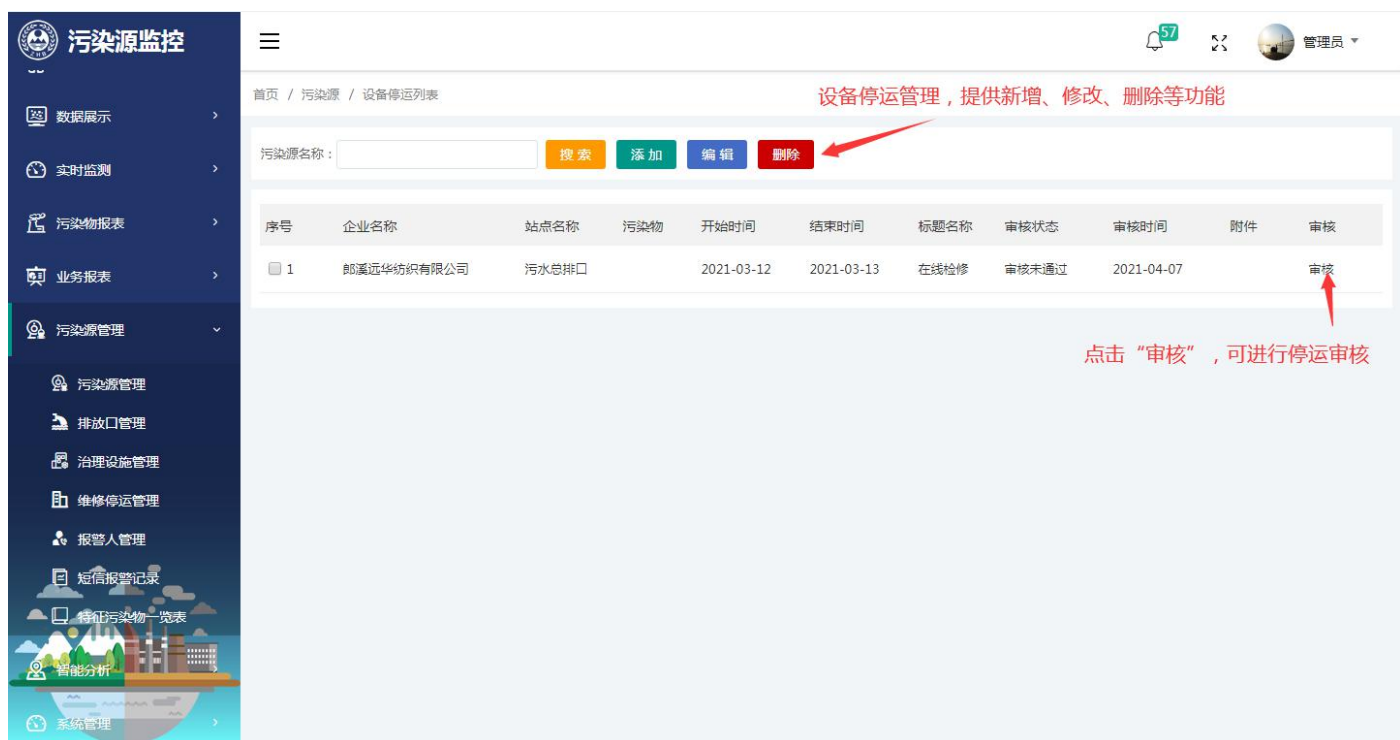 污染源监控
57
管理员
首页 / 污染源 / 设备停运列表
设备停运管理，提供新增、修改、删除等功能
数据展示
实时监测
污染物报表
业务报表
污染源管理
污染源管理
排放口管理
治理设施管理
维修停运管理
报警人管理
短信报警记录
特征污染物一览表
智能分析
系统管理
污染源名称： 搜索 添加 编辑 删除
序号 企业名称 站点名称 污染物 开始时间 结束时间 标题名称 审核状态 审核时间 附件 审核
1 郎溪远华纺织有限公司 污水总排口 2021-03-12 2021-03-13 在线检修 审核未通过 2021-04-07 审核
点击“审核”，可进行停运审核